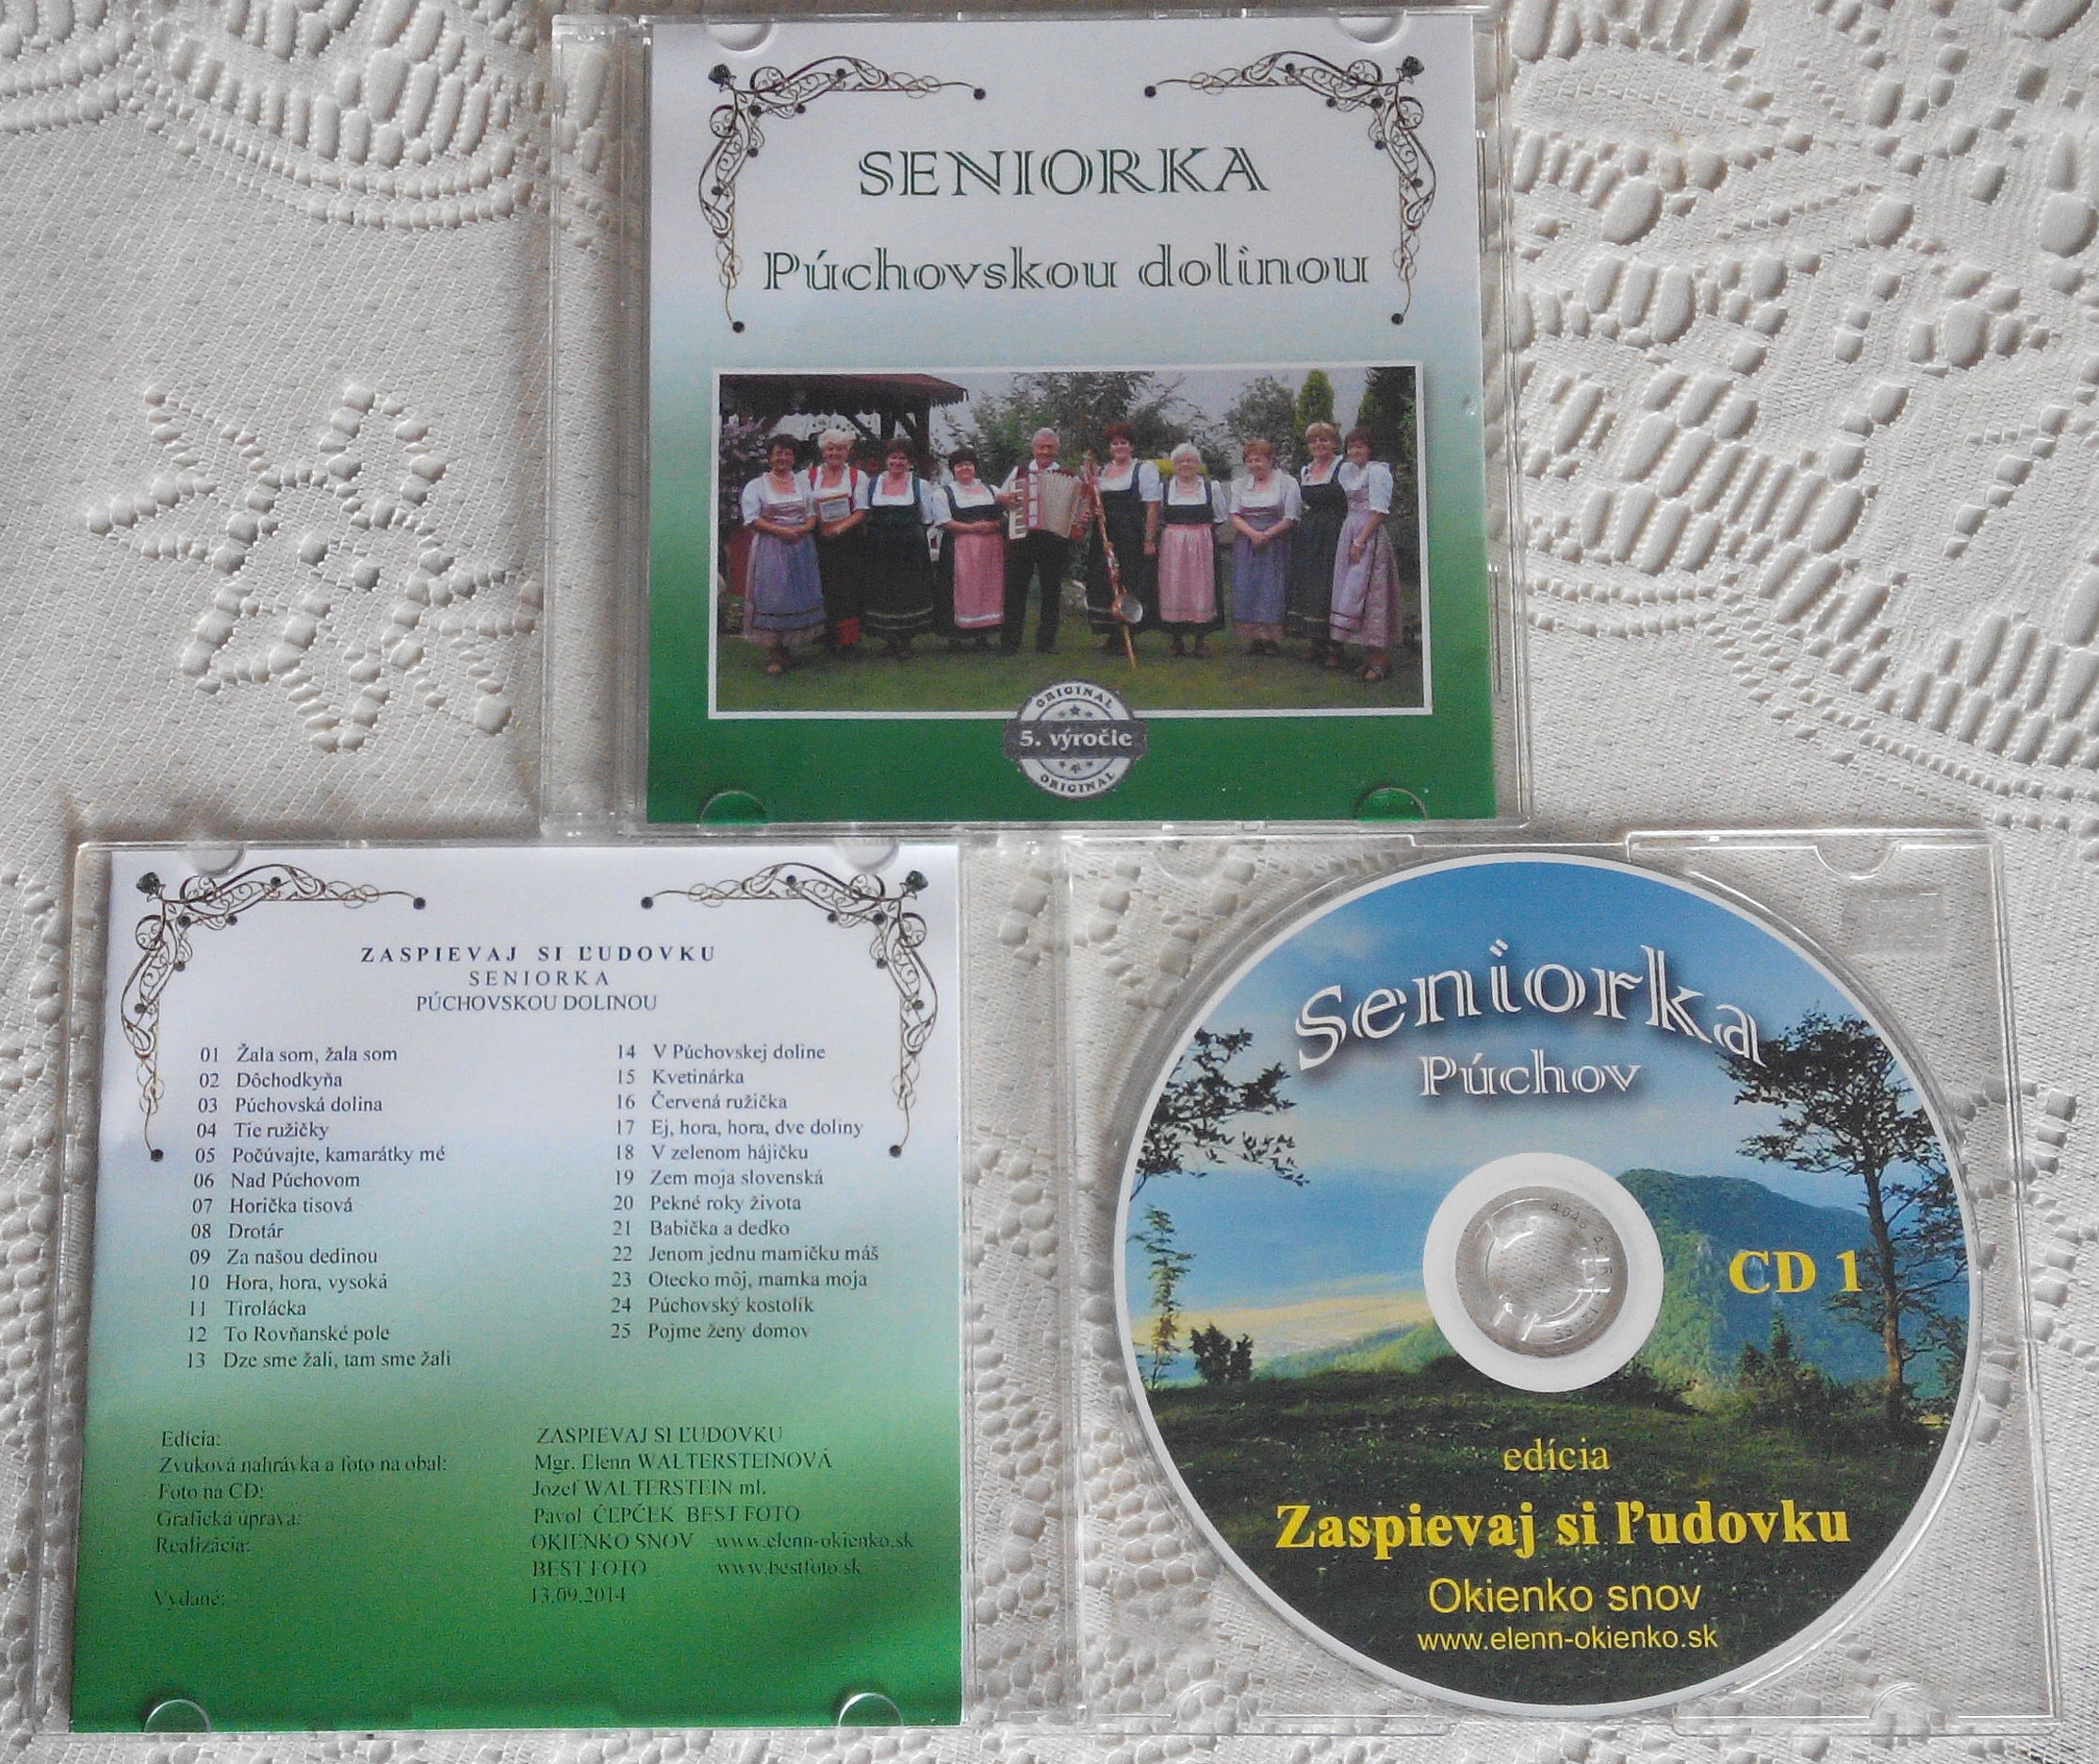 SENIORKA
Púchovskou dolinou
ORIGINAL
5. výročie
ORIGINAL
ZASPIEVAJ SI ĽUDOVKU
SENIORKA
PÚCHOVSKOU DOLINOU
01 Žala som, žala som
02 Dôchodkyňa
03 Púchovská dolina
04 Tie ružičky
05 Počúvajte, kamarátky mé
06 Nad Púchovom
07 Horička tisová
08 Drotár
09 Za našou dedinou
10 Hora, hora, vysoká
11 Tirolácka
12 To Rovňanské pole
13 Dze sme žali, tam sme žali
14 V Púchovskej doline
15 Kvetinárka
16 Červená ružička
17 Ej, hora, hora, dve doliny
18 V zelenom hájičku
19 Zem moja slovenská
20 Pekné roky života
21 Babička a dedko
22 Jenom jednu mamičku máš
23 Otecko môj, mamka moja
24 Púchovský kostolík
25 Pojme ženy domov
Edícia: ZASPIEVAJ SI ĽUDOVKU
Zvuková nahrávka a foto na obal: Mgr. Elenn WALTERSTEINOVÁ
Foto na CD: Jozef WALTERSTEIN ml.
Grafická úprava: Pavol ČEPČEK BEST FOTO
Realizácia: OKIENKO SNOV www.elenn-okienko.sk
BEST FOTO www.bestfoto.sk
Vydané: 13.09.2014
Seniorka
Púchov
CD 1
edícia
Zaspievaj si ľudovku
Okienko snov
www.elenn-okienko.sk